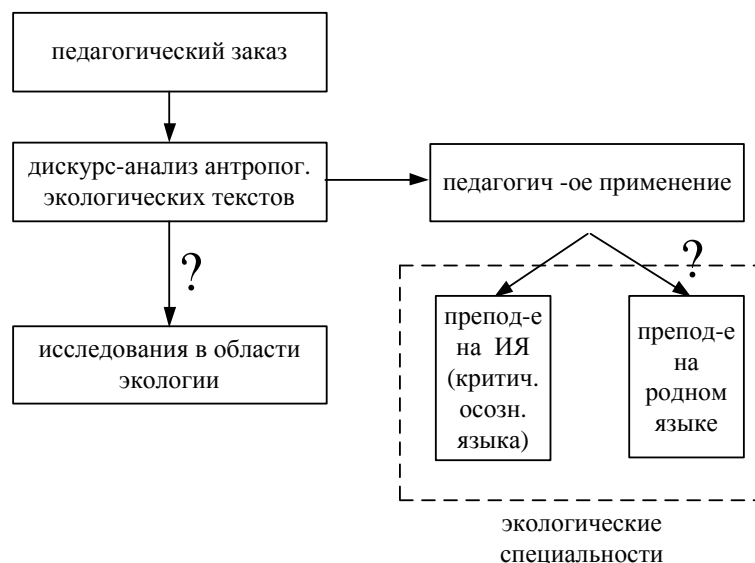 педагогический заказ
дискурс-анализ антропог.
экологических текстов
педагогич -ое применение
?
?
исследования в области
экологии
препод-е
на ИЯ
(критич.
осозн.
языка)
препод-е
на
родном
языке
экологические
специальности